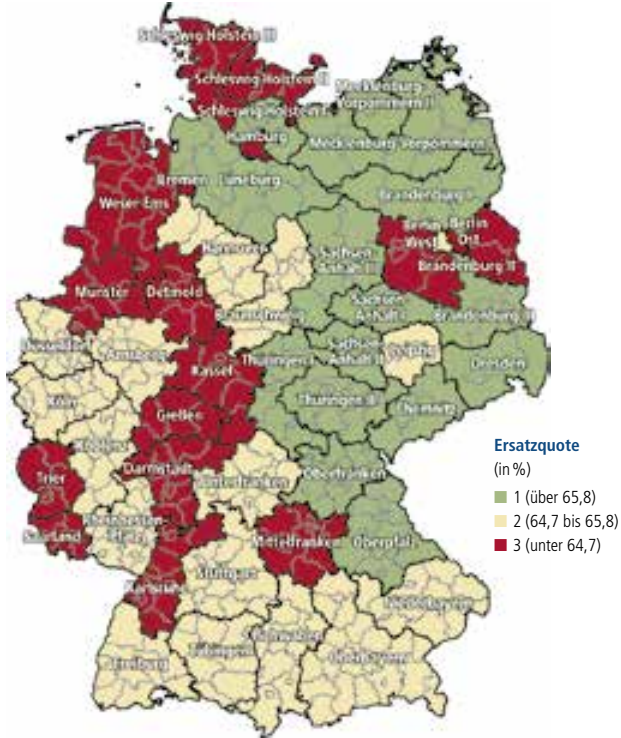 Schleswig Holstein III
Schleswig Holstein II
Schleswig Holstein I
Hamburg
Mecklenburg
Vorpommern II
Mecklenburg Vorpommern I
Bremen
Lüneburg
Weser-Ems
Brandenburg I
Berlin
West
Berlin
Ost
Brandenburg II
Hannover
Sachsen
Anhalt
Münster
Detmold
Braunschweig
Sachsen
Anhalt
Brandenburg III
Düsseldorf
Arnsberg
Kassel
Thüringen I
Sachsen
Anhalt II
Leipzig
Dresden
Köln
Gießen
Thüringen II
Chemnitz
Koblenz
Trier
Darmstadt
Unterfranken
Oberfranken
Rheinhessen-
Pfalz
Saarland
Mittelfranken
Oberpfalz
Karlsruhe
Stuttgart
Niederbayern
Schwaben
Freiburg
Tübingen
Oberbayern
Ersatzquote
(in %)
1 (über 65,8)
2 (64,7 bis 65,8)
3 (unter 64,7)